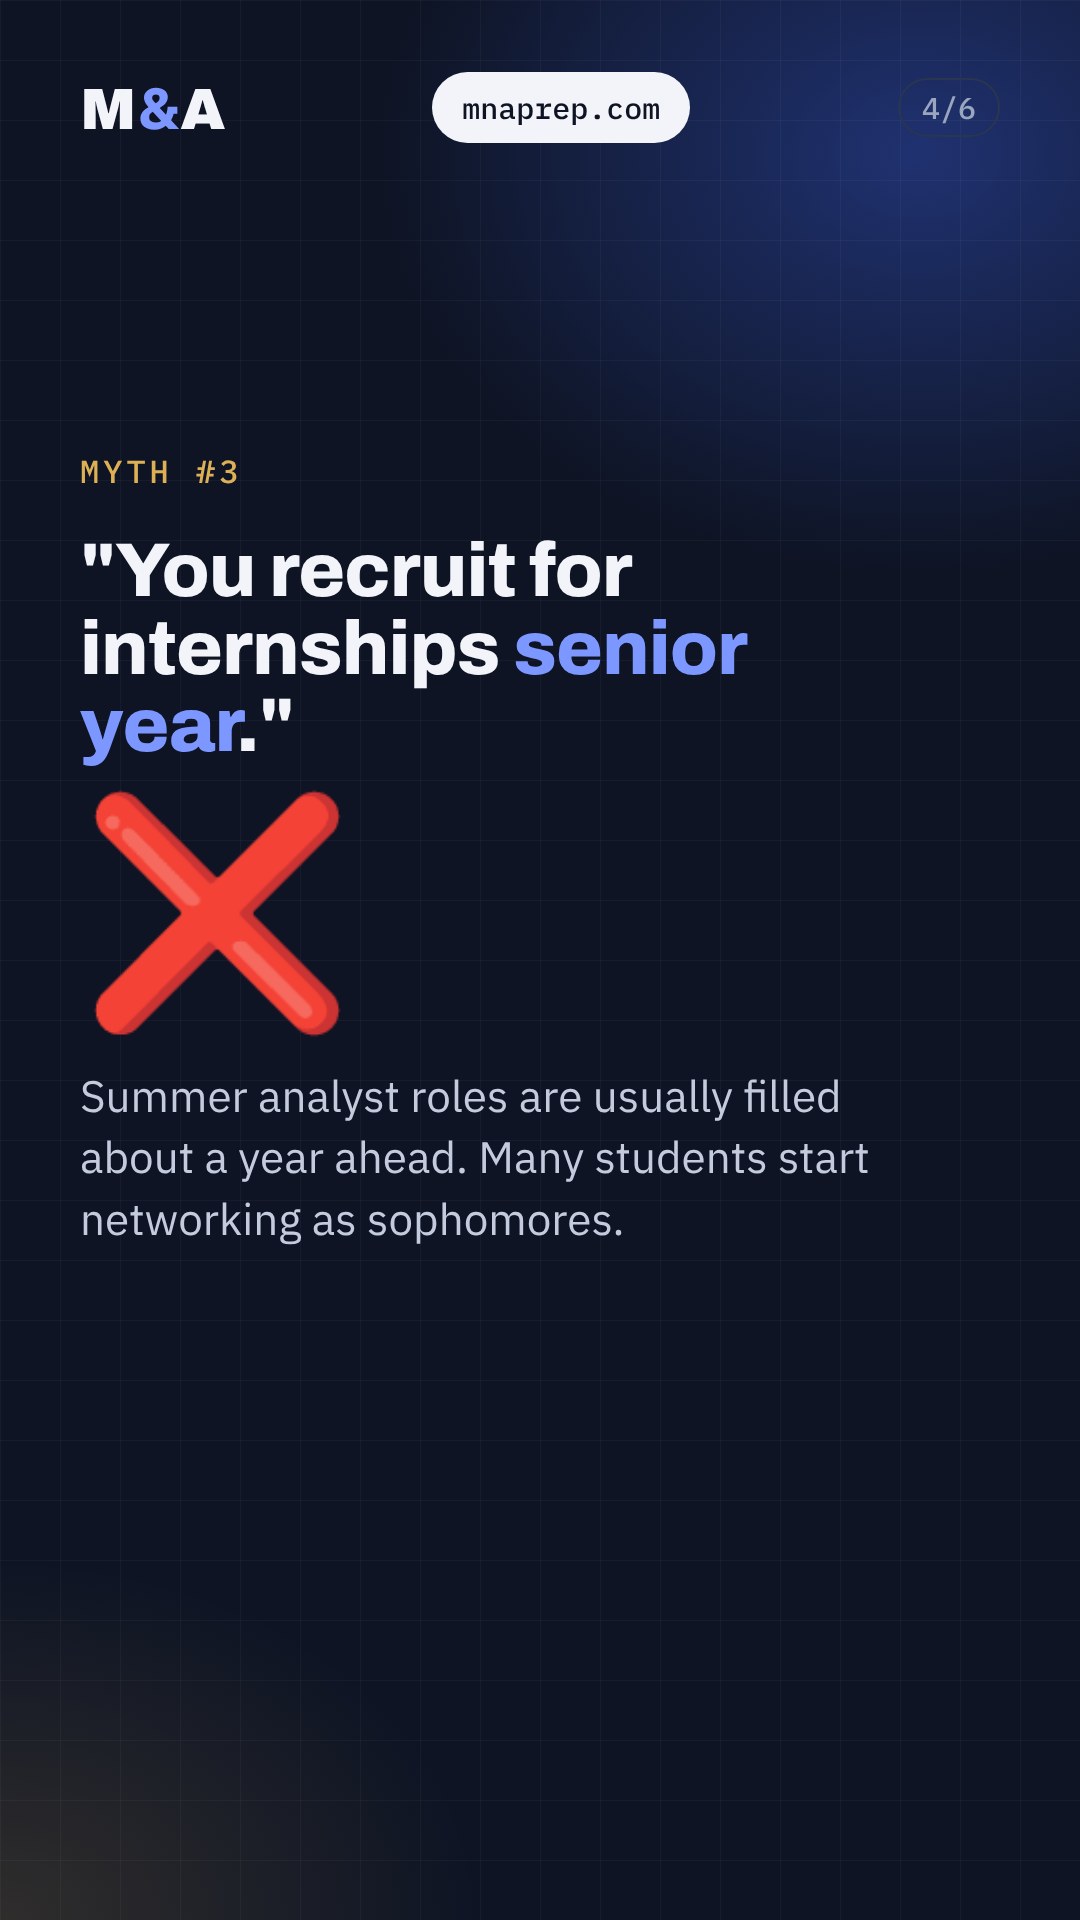 M&A
mnaprep.com
4/6
MYTH #3
"You recruit for
internships senior
year."
Summer analyst roles are usually filled
about a year ahead. Many students start
networking as sophomores.